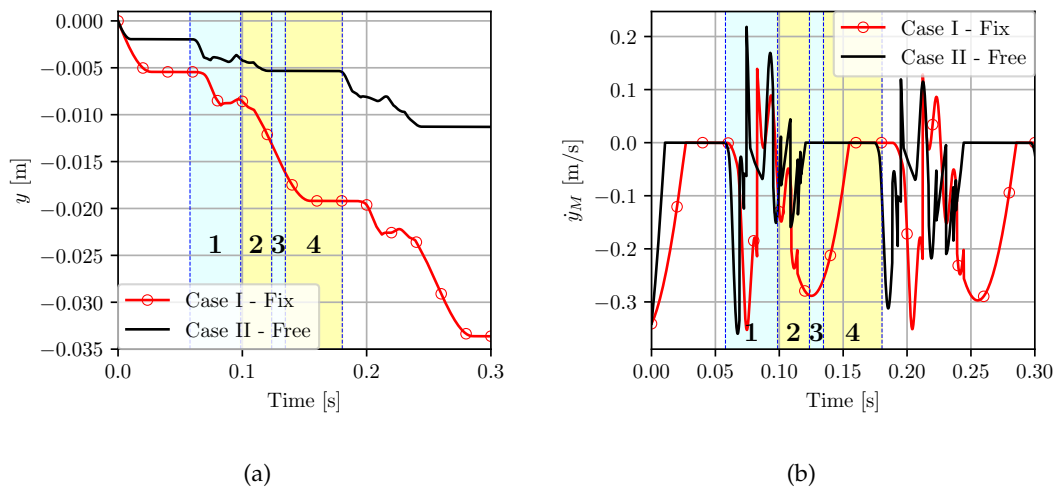 0.000
−0.005
−0.010
−0.015
−0.020
−0.025
−0.030
−0.035
y [m]
1 2 3 4
Case I - Fix
Case II - Free
0.0 0.1 0.2 0.3
Time [s]
(a)
0.2
0.1
0.0
−0.1
−0.2
−0.3
ẏM [m/s]
Case I - Fix
Case II - Free
1 2 3 4
0.00 0.05 0.10 0.15 0.20 0.25 0.30
Time [s]
(b)